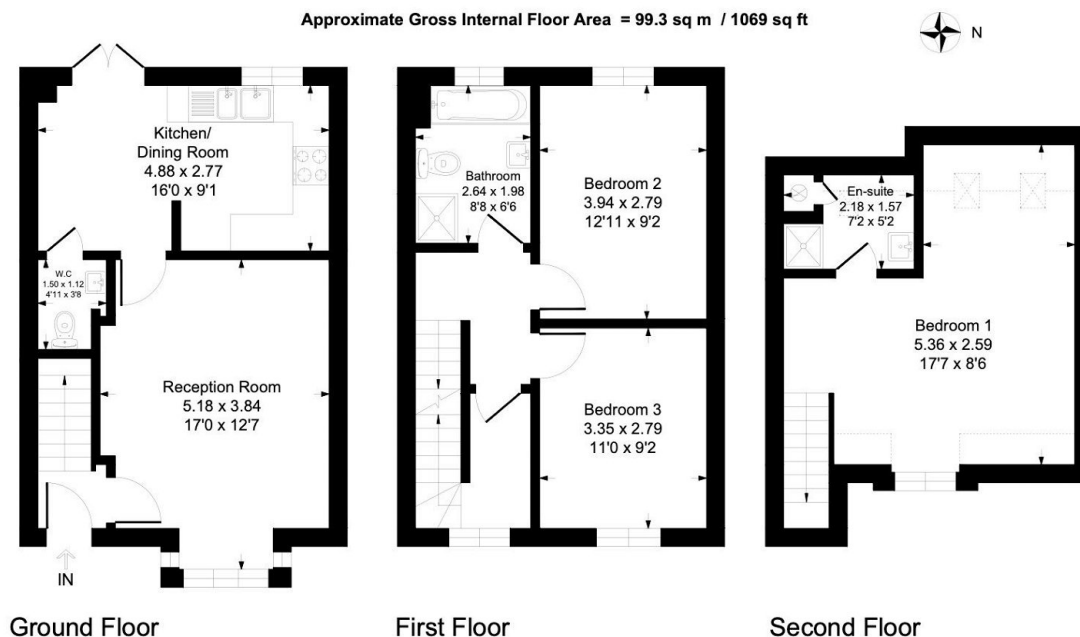 Approximate Gross Internal Floor Area = 99.3 sq m / 1069 sq ft
N
Kitchen/
Dining Room
4.88 x 2.77
16'0 x 9'1
W.C
1.50 x 1.12
4'11 x 3'8
Reception Room
5.18 x 3.84
17'0 x 12'7
IN
Ground Floor
Bathroom
2.64 x 1.98
8'8 x 6'6
Bedroom 2
3.94 x 2.79
12'11 x 9'2
Bedroom 3
3.35 x 2.79
11'0 x 9'2
First Floor
En-suite
2.18 x 1.57
7'2 x 5'2
Bedroom 1
5.36 x 2.59
17'7 x 8'6
Second Floor